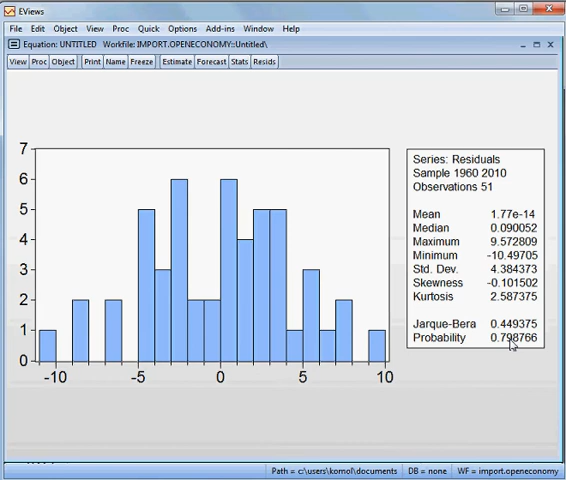 EViews
File Edit Object View Proc Quick Options Add-ins Window Help
Equation: UNTITLED Workfile: IMPORT.OPENECONOMY::Untitled\
View Proc Object Print Name Freeze Estimate Forecast Stats Resids
7
6
5
4
3
2
1
0
-10 -5 0 5 10
Series: Residuals
Sample 1960 2010
Observations 51
Mean 1.77e-14
Median 0.090052
Maximum 9.572809
Minimum -10.49705
Std. Dev. 4.384373
Skewness -0.101502
Kurtosis 2.587375
Jarque-Bera 0.449375
Probability 0.798766
Path = c:\users\komol\documents DB = none WF = import.openeconomy